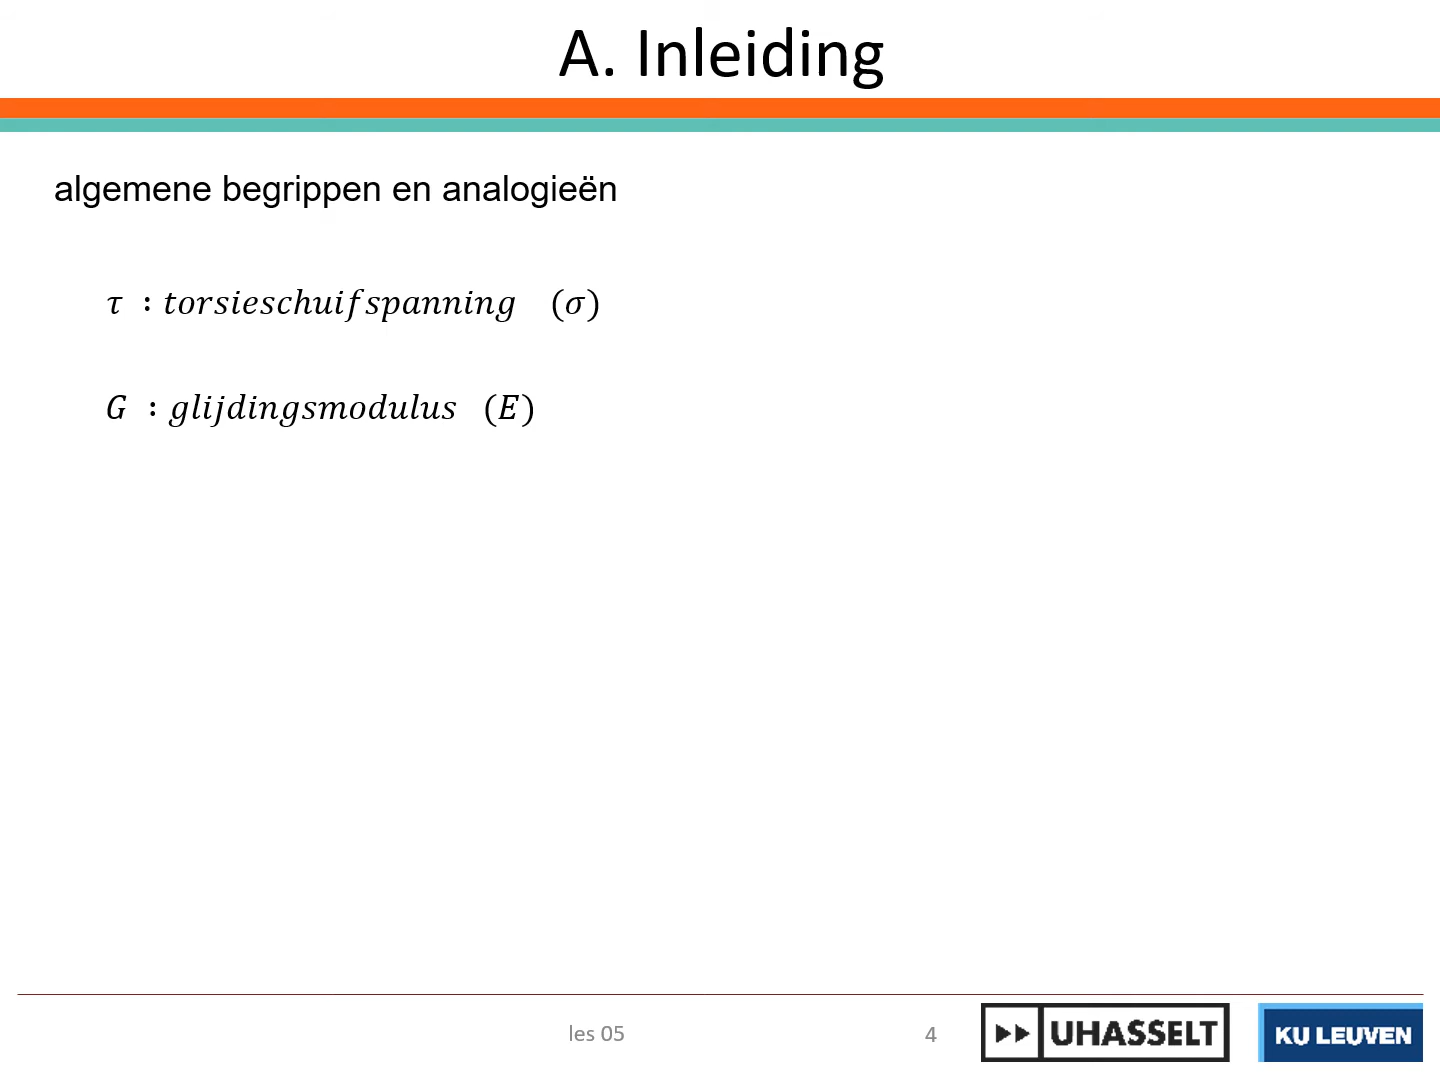 A. Inleiding
algemene begrippen en analogieën
τ : torsieschuifspanning (σ)
G : glijdingsmodulus (E)
les 05
4
UHASSELT
KU LEUVEN